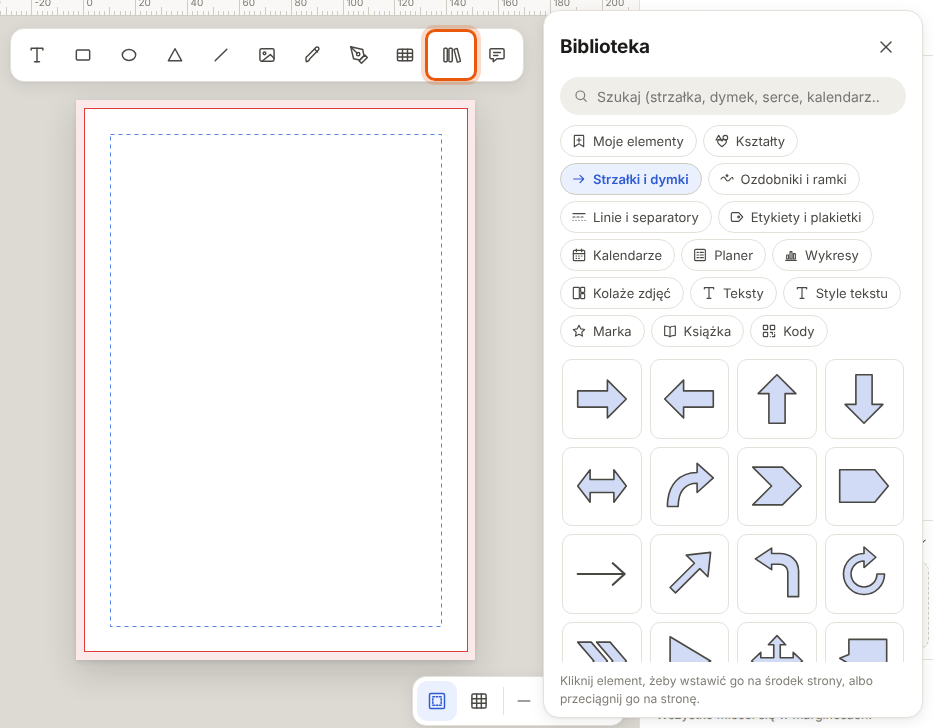 -20 0 20 40 60 80 100 120 140 160 180 200
Biblioteka
Szukaj (strzałka, dymek, serce, kalendarz..
Moje elementy
Kształty
Strzałki i dymki
Ozdobniki i ramki
Linie i separatory
Etykiety i plakietki
Kalendarze
Planer
Wykresy
Kolaże zdjęć
Teksty
Style tekstu
Marka
Książka
Kody
Kliknij element, żeby wstawić go na środek strony, albo
przeciągnij go na stronę.